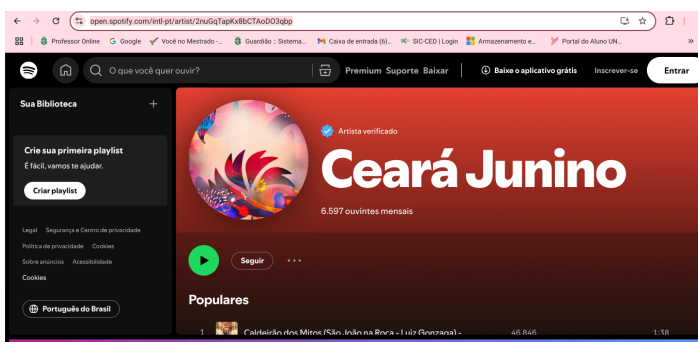 open.spotify.com/intl-pt/artist/2nuGqTapKx8bCTAoDO3qbp
Professor Online
Google
Você no Mestrado -...
Guardião :: Sistema...
Caixa de entrada (6)...
SIC-CED | Login
Armazenamento e...
Portal do Aluno UN...
»
O que você quer ouvir?
Premium Suporte Baixar
Baixe o aplicativo grátis
Inscrever-se
Entrar
Sua Biblioteca
Crie sua primeira playlist
É fácil, vamos te ajudar.
Criar playlist
Legal Segurança e Centro de privacidade
Política de privacidade Cookies
Sobre anúncios Acessibilidade
Cookies
Português do Brasil
Artista verificado
Ceará Junino
6.597 ouvintes mensais
Seguir
Populares
1 Caldeirão dos Mitos (São João na Roça - Luiz Gonzaga) - 46.846 1:38